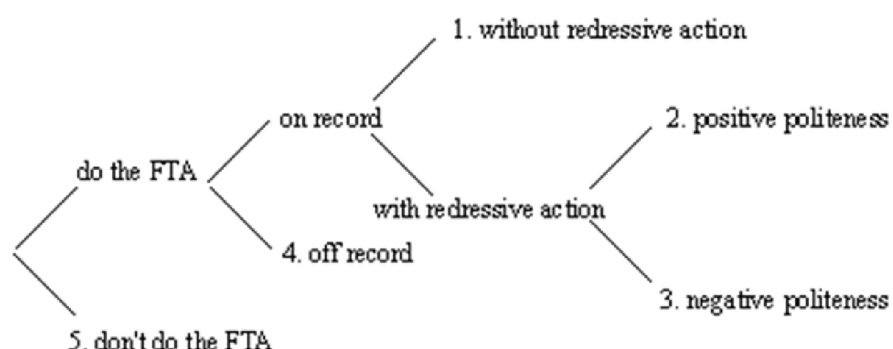 1. without redressive action
on record
2. positive politeness
do the FTA
with redressive action
4. off record
3. negative politeness
5. don't do the FTA